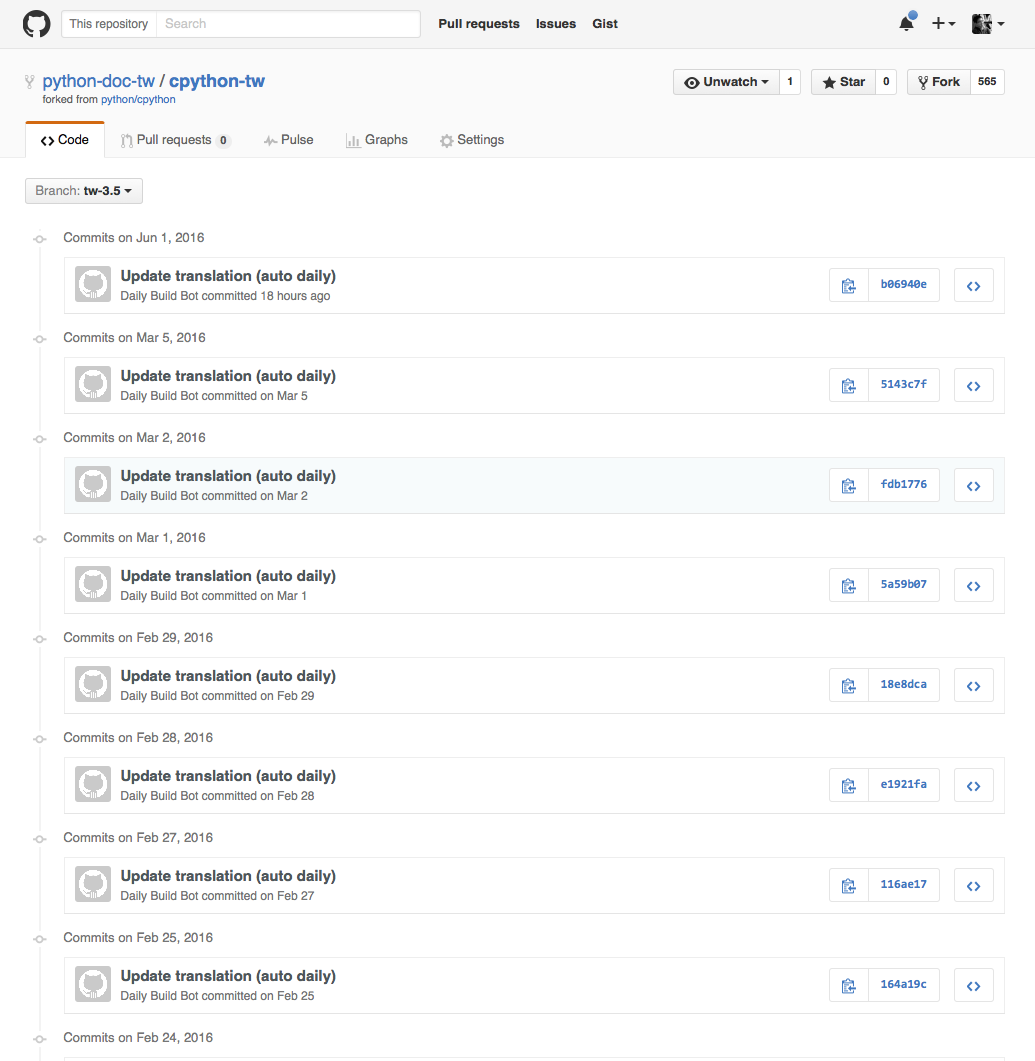 This repository Search Pull requests Issues Gist
python-doc-tw / cpython-tw Unwatch 1 Star 0 Fork 565
forked from python/cpython
Code Pull requests 0 Pulse Graphs Settings
Branch: tw-3.5
Commits on Jun 1, 2016
Update translation (auto daily)
Daily Build Bot committed 18 hours ago
b06940e
Commits on Mar 5, 2016
Update translation (auto daily)
Daily Build Bot committed on Mar 5
5143c7f
Commits on Mar 2, 2016
Update translation (auto daily)
Daily Build Bot committed on Mar 2
fdb1776
Commits on Mar 1, 2016
Update translation (auto daily)
Daily Build Bot committed on Mar 1
5a59b07
Commits on Feb 29, 2016
Update translation (auto daily)
Daily Build Bot committed on Feb 29
18e8dca
Commits on Feb 28, 2016
Update translation (auto daily)
Daily Build Bot committed on Feb 28
e1921fa
Commits on Feb 27, 2016
Update translation (auto daily)
Daily Build Bot committed on Feb 27
116ae17
Commits on Feb 25, 2016
Update translation (auto daily)
Daily Build Bot committed on Feb 25
164a19c
Commits on Feb 24, 2016